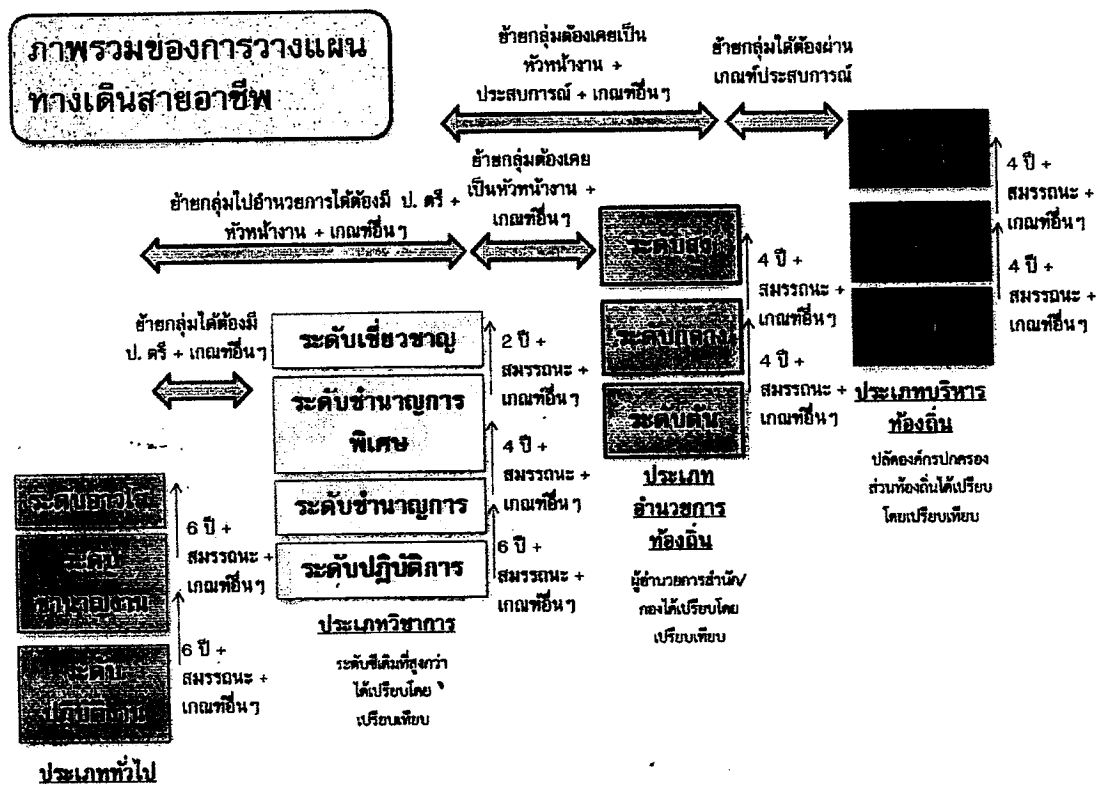 ภาพรวมของการวางแผน
ทางเดินสายอาชีพ
ย้ายกลุ่มต้องเคยเป็น
หัวหน้างาน +
ประสบการณ์ + เกณฑ์อื่นๆ
ย้ายกลุ่มได้ต้องผ่าน
เกณฑ์ประสบการณ์
ย้ายกลุ่มไปอำนวยการได้ต้องมี ป. ตรี +
หัวหน้างาน + เกณฑ์อื่นๆ
ย้ายกลุ่มต้องเคย
เป็นหัวหน้างาน +
เกณฑ์อื่นๆ
ย้ายกลุ่มได้ต้องมี
ป. ตรี + เกณฑ์อื่นๆ
ระดับอาวุโส
ระดับ
ชำนาญงาน
ระดับ
ปฏิบัติงาน
6 ปี +
สมรรถนะ +
เกณฑ์อื่นๆ
6 ปี +
สมรรถนะ +
เกณฑ์อื่นๆ
ประเภททั่วไป
ระดับเชี่ยวชาญ
ระดับชำนาญการ
พิเศษ
ระดับชำนาญการ
ระดับปฏิบัติการ
2 ปี +
สมรรถนะ +
เกณฑ์อื่นๆ
4 ปี +
สมรรถนะ +
เกณฑ์อื่นๆ
6 ปี +
สมรรถนะ +
เกณฑ์อื่นๆ
ประเภทวิชาการ
ระดับซีเดิมที่สูงกว่า
ได้เปรียบโดย
เปรียบเทียบ
ระดับสูง
ระดับกลาง
ระดับต้น
4 ปี +
สมรรถนะ +
เกณฑ์อื่นๆ
4 ปี +
สมรรถนะ +
เกณฑ์อื่นๆ
ประเภท
อำนวยการ
ท้องถิ่น
ผู้อำนวยการสำนัก/
กองได้เปรียบโดย
เปรียบเทียบ
4 ปี +
สมรรถนะ +
เกณฑ์อื่นๆ
4 ปี +
สมรรถนะ +
เกณฑ์อื่นๆ
ประเภทบริหาร
ท้องถิ่น
ปลัดองค์กรปกครอง
ส่วนท้องถิ่นได้เปรียบ
โดยเปรียบเทียบ